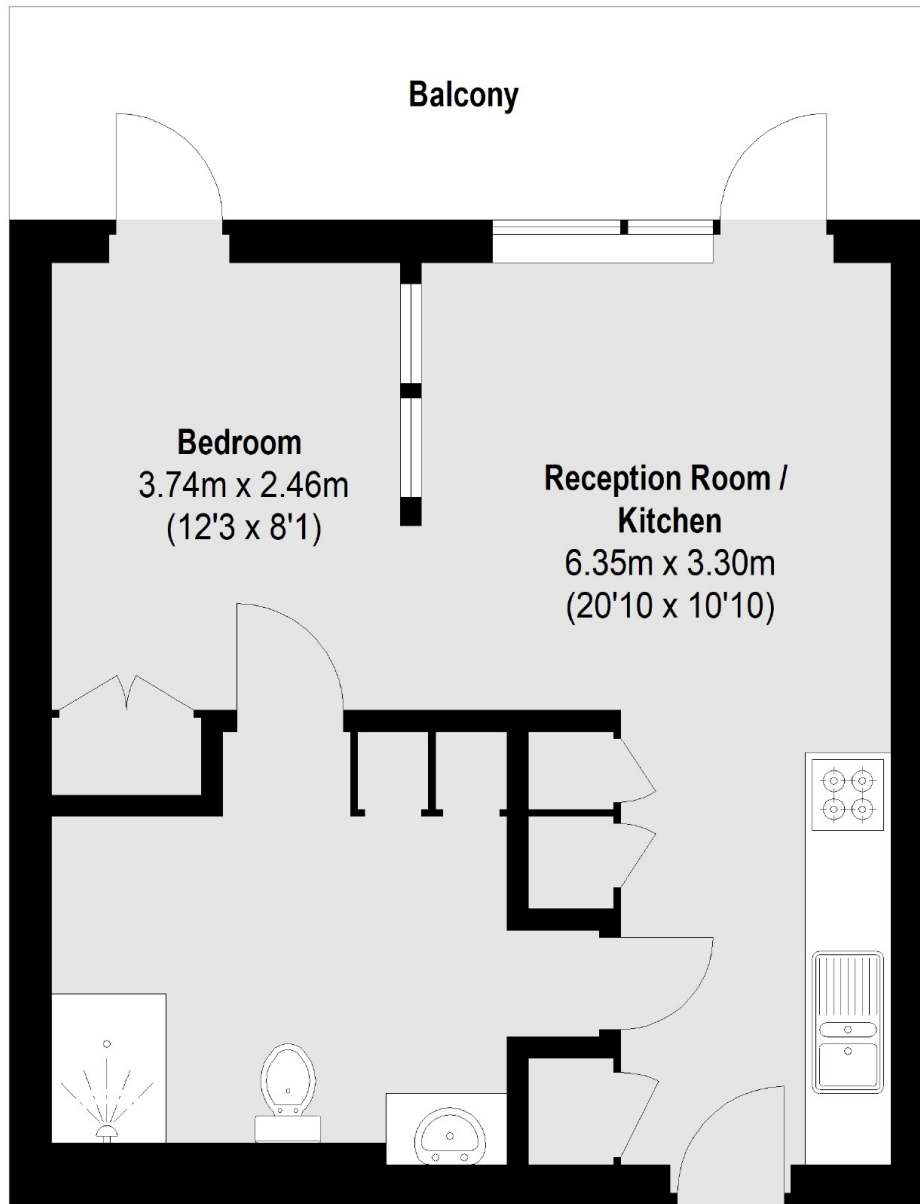 Balcony
Bedroom
3.74m x 2.46m
(12'3 x 8'1)
Reception Room /
Kitchen
6.35m x 3.30m
(20'10 x 10'10)